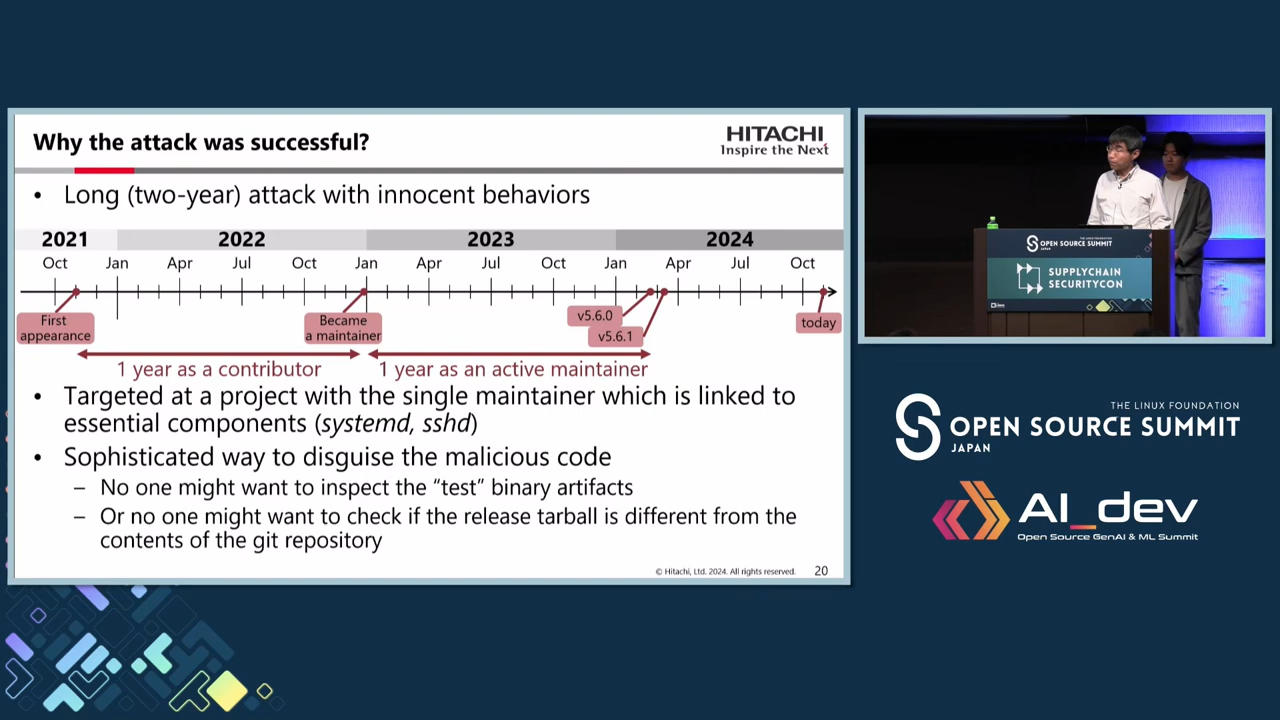 Why the attack was successful?
HITACHI
Inspire the Next
• Long (two-year) attack with innocent behaviors
2021 2022 2023 2024
Oct Jan Apr Jul Oct Jan Apr Jul Oct Jan Apr Jul Oct
First
appearance
Became
a maintainer
v5.6.0
v5.6.1
today
1 year as a contributor
1 year as an active maintainer
• Targeted at a project with the single maintainer which is linked to
essential components (systemd, sshd)
• Sophisticated way to disguise the malicious code
– No one might want to inspect the “test” binary artifacts
– Or no one might want to check if the release tarball is different from the
contents of the git repository
© Hitachi, Ltd. 2024. All rights reserved.
20
THE LINUX FOUNDATION
OPEN SOURCE SUMMIT
JAPAN
SUPPLYCHAIN
SECURITYCON
THE LINUX FOUNDATION
OPEN SOURCE SUMMIT
JAPAN
AI_dev
Open Source GenAI & ML Summit